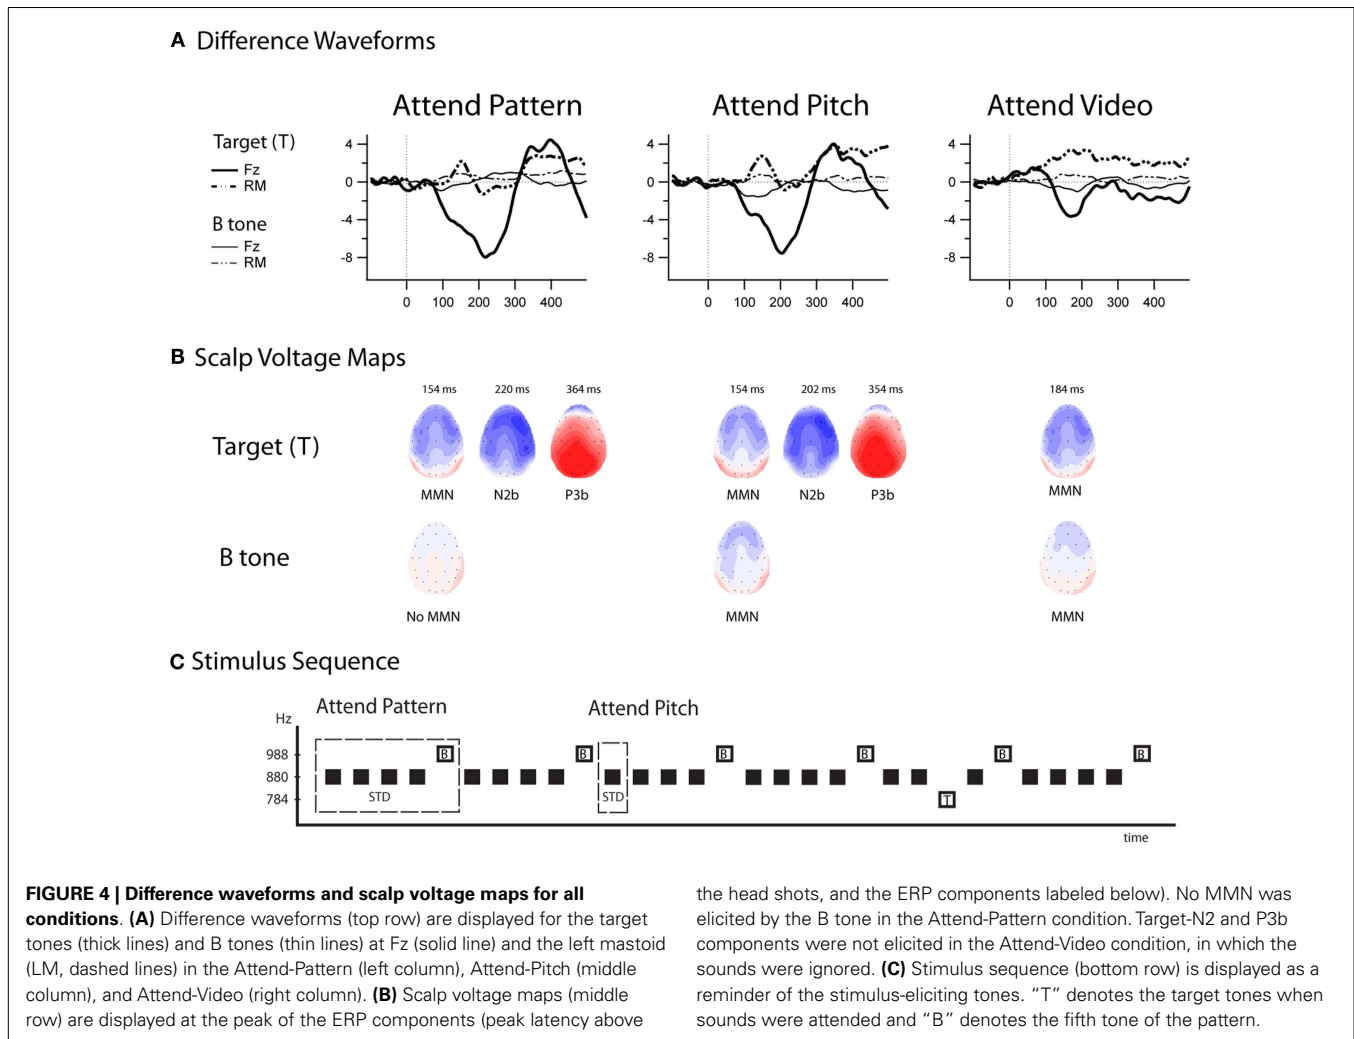 A Difference Waveforms
Attend Pattern
Attend Pitch
Attend Video
Target (T)
Fz
RM
B tone
Fz
RM
4
0
-4
-8
0 100 200 300 400
4
0
-4
-8
0 100 200 300 400
4
0
-4
-8
0 100 200 300 400
B Scalp Voltage Maps
154 ms 220 ms 364 ms
154 ms 202 ms 354 ms
184 ms
Target (T)
MMN N2b P3b
MMN N2b P3b
MMN
B tone
No MMN
MMN
MMN
C Stimulus Sequence
Attend Pattern
Attend Pitch
Hz
988
880
784
B B B B B B
STD
STD
T
time
FIGURE 4 | Difference waveforms and scalp voltage maps for all
conditions. (A) Difference waveforms (top row) are displayed for the target
tones (thick lines) and B tones (thin lines) at Fz (solid line) and the left mastoid
(LM, dashed lines) in the Attend-Pattern (left column), Attend-Pitch (middle
column), and Attend-Video (right column). (B) Scalp voltage maps (middle
row) are displayed at the peak of the ERP components (peak latency above
the head shots, and the ERP components labeled below). No MMN was
elicited by the B tone in the Attend-Pattern condition. Target-N2 and P3b
components were not elicited in the Attend-Video condition, in which the
sounds were ignored. (C) Stimulus sequence (bottom row) is displayed as a
reminder of the stimulus-eliciting tones. “T” denotes the target tones when
sounds were attended and “B” denotes the fifth tone of the pattern.